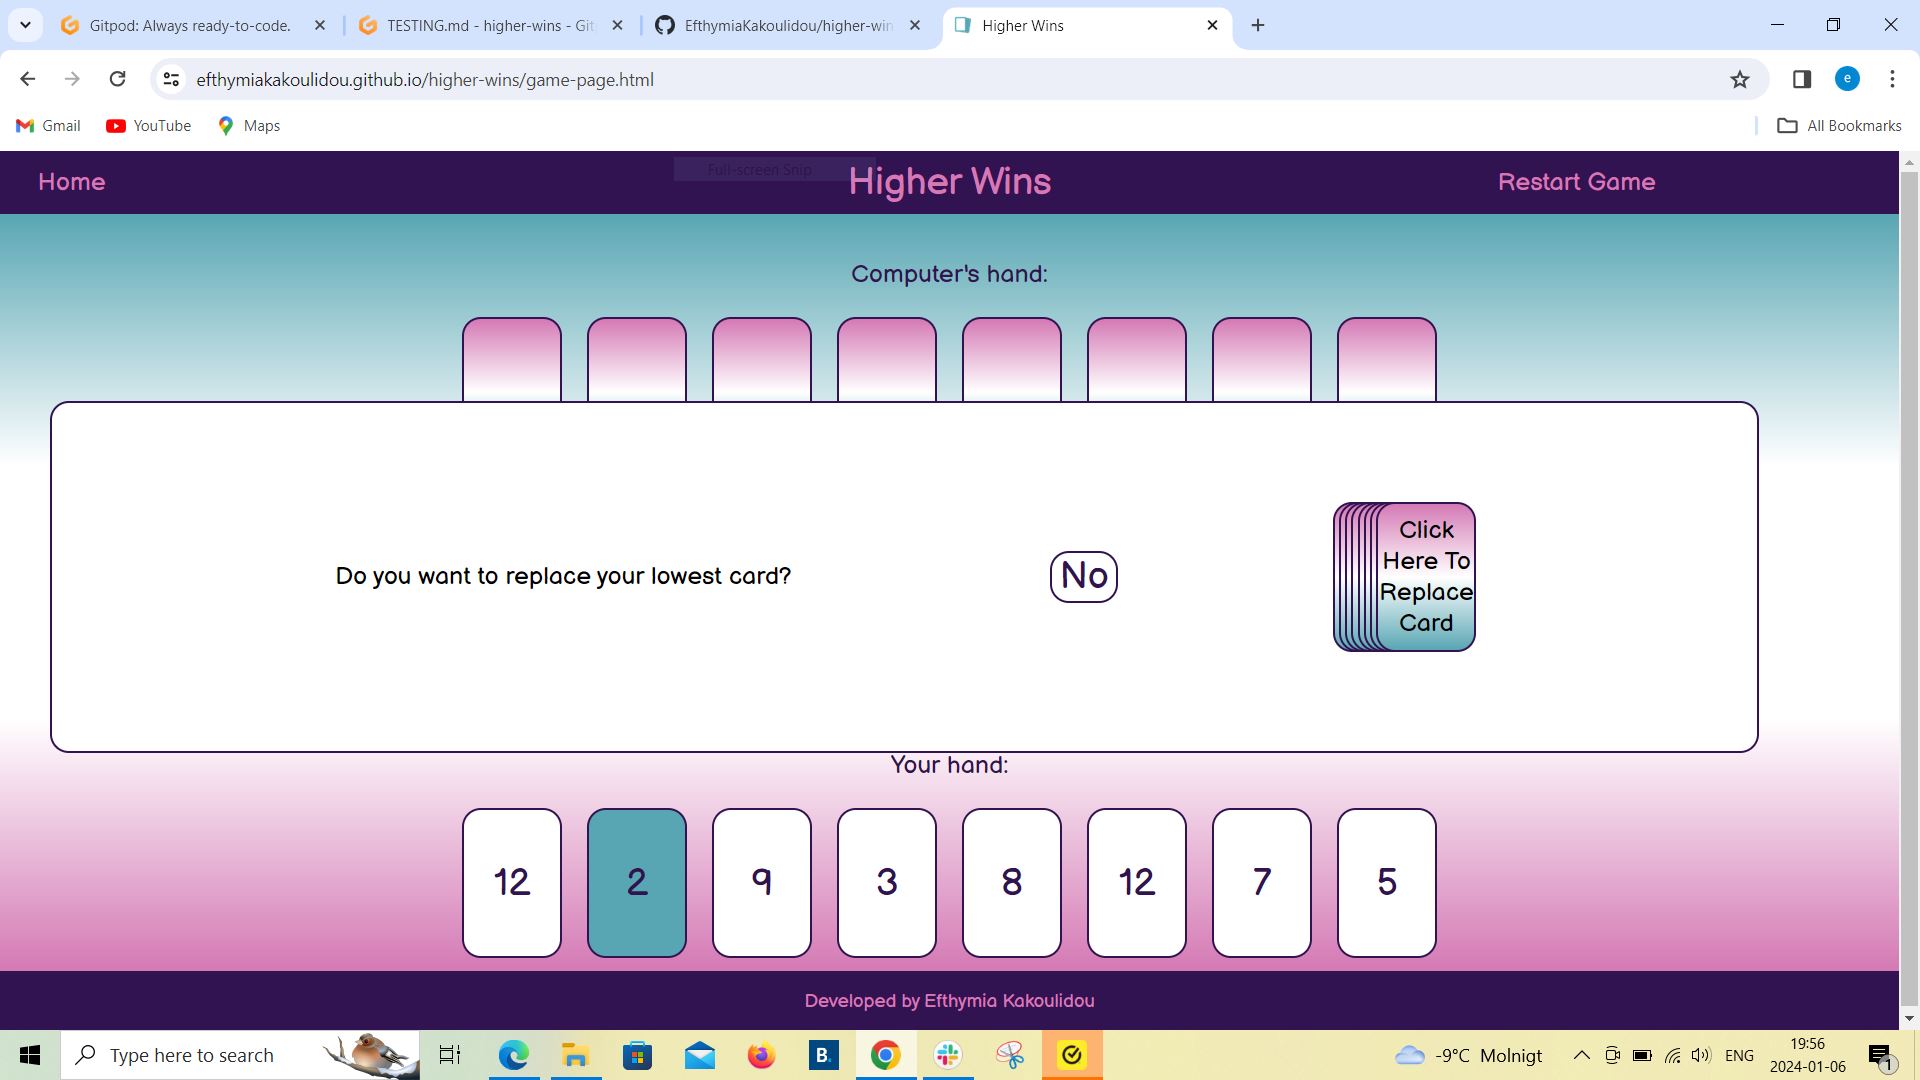 Gitpod: Always ready-to-code.
TESTING.md - higher-wins - Git
EfthymiaKakoulidou/higher-win
Higher Wins
efthymiakakoulidou.github.io/higher-wins/game-page.html
e
Gmail
YouTube
Maps
All Bookmarks
Home
Full-screen Snip
Higher Wins
Restart Game
Computer's hand:
Do you want to replace your lowest card?
No
Click
Here To
Replace
Card
Your hand:
12
2
9
3
8
12
7
5
Developed by Efthymia Kakoulidou
Type here to search
B.
-9°C Molnigt
ENG
19:56
2024-01-06
1